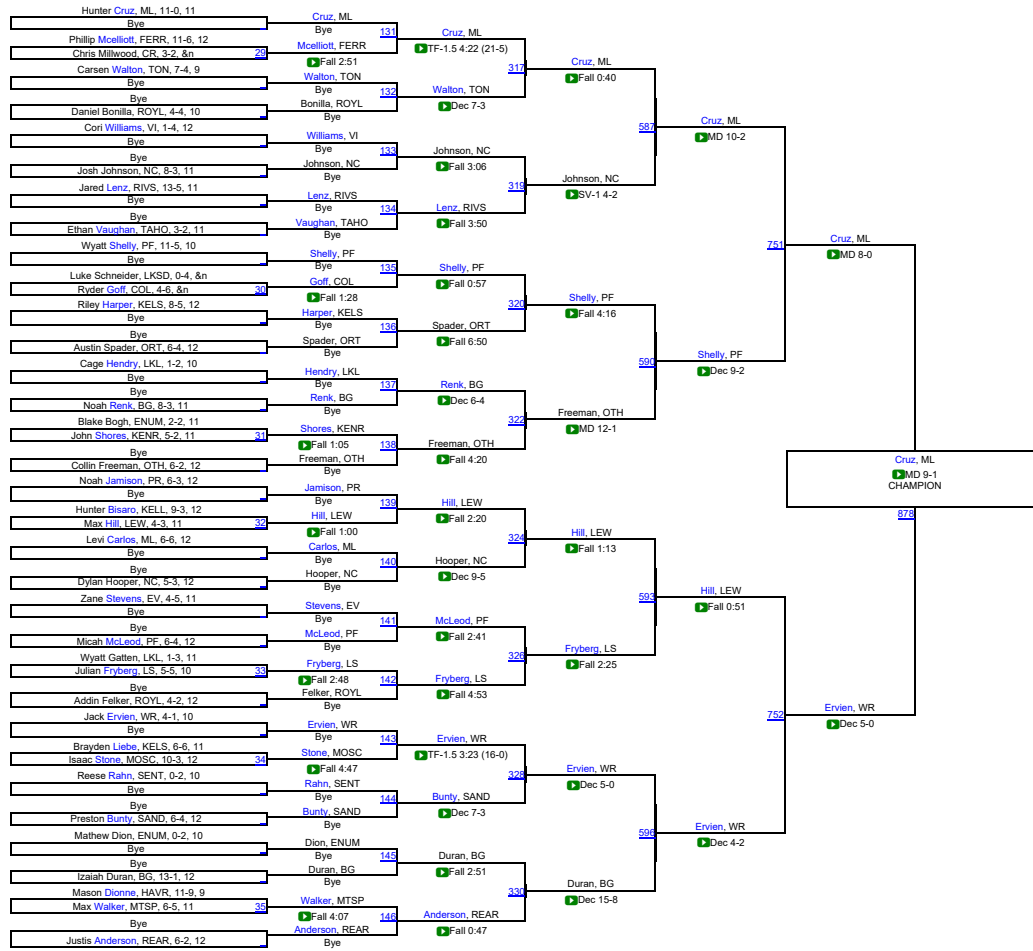 Hunter Cruz, ML, 11-0, 11
Bye
Phillip Mcelliott, FERR, 11-6, 12
Chris Millwood, CR, 3-2, &n 29
Carsen Walton, TON, 7-4, 9
Bye
Bye
Daniel Bonilla, ROYL, 4-4, 10
Cori Williams, VI, 1-4, 12
Bye
Bye
Josh Johnson, NC, 8-3, 11
Jared Lenz, RIVS, 13-5, 11
Bye
Bye
Ethan Vaughan, TAHO, 3-2, 11
Wyatt Shelly, PF, 11-5, 10
Bye
Luke Schneider, LKSD, 0-4, &n
Ryder Goff, COL, 4-6, &n 30
Riley Harper, KELS, 8-5, 12
Bye
Bye
Austin Spader, ORT, 6-4, 12
Cage Hendry, LKL, 1-2, 10
Bye
Bye
Noah Renk, BG, 8-3, 11
Blake Bogh, ENUM, 2-2, 11
John Shores, KENR, 5-2, 11 31
Bye
Collin Freeman, OTH, 6-2, 12
Noah Jamison, PR, 6-3, 12
Bye
Hunter Bisaro, KELL, 9-3, 12
Max Hill, LEW, 4-3, 11 32
Levi Carlos, ML, 6-6, 12
Bye
Bye
Dylan Hooper, NC, 5-3, 12
Zane Stevens, EV, 4-5, 11
Bye
Bye
Micah McLeod, PF, 6-4, 12
Wyatt Gatten, LKL, 1-3, 11
Julian Fryberg, LS, 5-5, 10 33
Bye
Addin Felker, ROYL, 4-2, 12
Jack Ervien, WR, 4-1, 10
Bye
Brayden Liebe, KELS, 6-6, 11
Isaac Stone, MOSC, 10-3, 12 34
Reese Rahn, SENT, 0-2, 10
Bye
Bye
Preston Bunty, SAND, 6-4, 12
Mathew Dion, ENUM, 0-2, 10
Bye
Bye
Izaiah Duran, BG, 13-1, 12
Mason Dionne, HAVR, 11-9, 9
Max Walker, MTSP, 6-5, 11 35
Bye
Justis Anderson, REAR, 6-2, 12
Cruz, ML
Bye
131
Mcelliott, FERR
Fall 2:51
Walton, TON
Bye
132
Bonilla, ROYL
Bye
Williams, VI
Bye
133
Johnson, NC
Bye
Lenz, RIVS
Bye
134
Vaughan, TAHO
Bye
Shelly, PF
Bye
135
Goff, COL
Fall 1:28
Harper, KELS
Bye
136
Spader, ORT
Bye
Hendry, LKL
Bye
137
Renk, BG
Bye
Shores, KENR
Fall 1:05
138
Freeman, OTH
Bye
Jamison, PR
Bye
139
Hill, LEW
Fall 1:00
Carlos, ML
Bye
140
Hooper, NC
Bye
Stevens, EV
Bye
141
McLeod, PF
Bye
Fryberg, LS
Fall 2:48
142
Felker, ROYL
Bye
Ervien, WR
Bye
143
Stone, MOSC
Fall 4:47
Rahn, SENT
Bye
144
Bunty, SAND
Bye
Dion, ENUM
Bye
145
Duran, BG
Bye
Walker, MTSP
Fall 4:07
146
Anderson, REAR
Bye
Cruz, ML
TF-1.5 4:22 (21-5)
317
Walton, TON
Dec 7-3
Johnson, NC
Fall 3:06
319
Lenz, RIVS
Fall 3:50
Shelly, PF
Fall 0:57
320
Spader, ORT
Fall 6:50
Renk, BG
Dec 6-4
322
Freeman, OTH
Fall 4:20
Hill, LEW
Fall 2:20
324
Hooper, NC
Dec 9-5
McLeod, PF
Fall 2:41
326
Fryberg, LS
Fall 4:53
Ervien, WR
TF-1.5 3:23 (16-0)
328
Bunty, SAND
Dec 7-3
Duran, BG
Fall 2:51
330
Anderson, REAR
Fall 0:47
Cruz, ML
Fall 0:40
587
Johnson, NC
SV-1 4-2
Shelly, PF
Fall 4:16
590
Freeman, OTH
MD 12-1
Hill, LEW
Fall 1:13
593
Fryberg, LS
Fall 2:25
Ervien, WR
Dec 5-0
596
Duran, BG
Dec 15-8
Cruz, ML
MD 10-2
751
Shelly, PF
Dec 9-2
Hill, LEW
Fall 0:51
752
Ervien, WR
Dec 4-2
Cruz, ML
MD 8-0
Ervien, WR
Dec 5-0
Cruz, ML
MD 9-1
CHAMPION
878